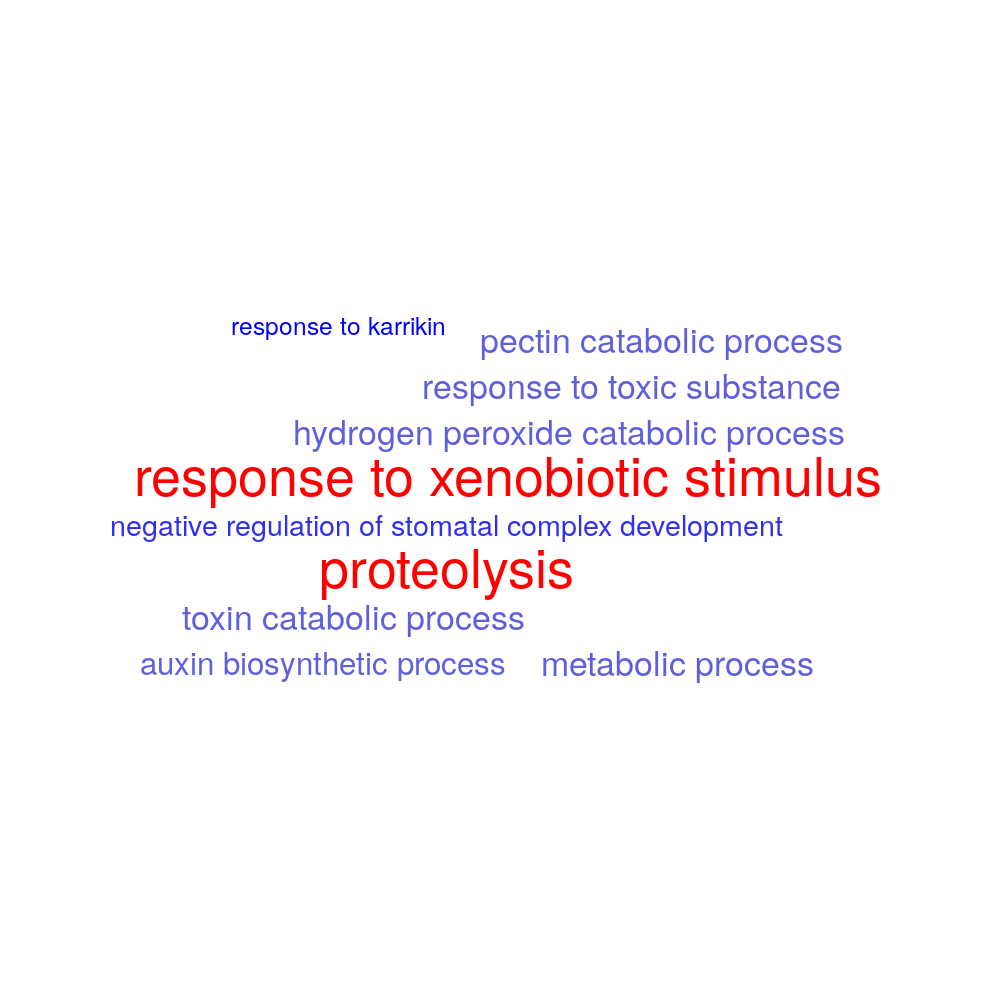 response to karrikin
pectin catabolic process
response to toxic substance
hydrogen peroxide catabolic process
response to xenobiotic stimulus
negative regulation of stomatal complex development
proteolysis
toxin catabolic process
auxin biosynthetic process
metabolic process